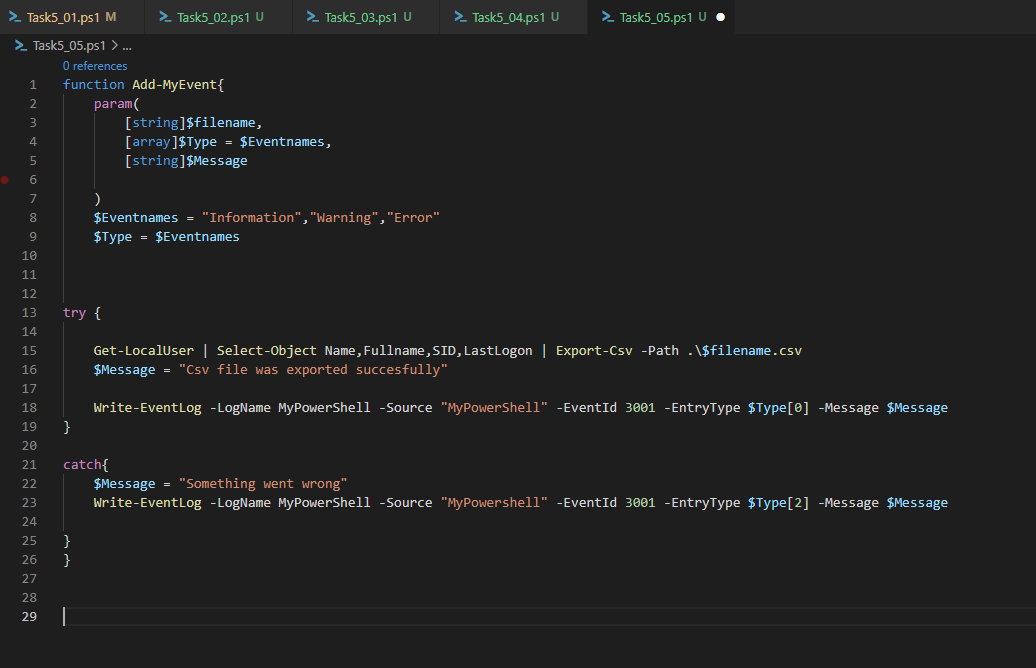 Task5_01.ps1 M Task5_02.ps1 U Task5_03.ps1 U Task5_04.ps1 U Task5_05.ps1 U
Task5_05.ps1 > ...
0 references
1 function Add-MyEvent{
2     param(
3         [string]$filename,
4         [array]$Type = $Eventnames,
5         [string]$Message
6
7     )
8     $Eventnames = "Information","Warning","Error"
9     $Type = $Eventnames
10
11
12
13 try {
14
15     Get-LocalUser | Select-Object Name,Fullname,SID,LastLogon | Export-Csv -Path .\$filename.csv
16     $Message = "Csv file was exported succesfully"
17
18     Write-EventLog -LogName MyPowerShell -Source "MyPowerShell" -EventId 3001 -EntryType $Type[0] -Message $Message
19 }
20
21 catch{
22     $Message = "Something went wrong"
23     Write-EventLog -LogName MyPowerShell -Source "MyPowershell" -EventId 3001 -EntryType $Type[2] -Message $Message
24
25 }
26 }
27
28
29